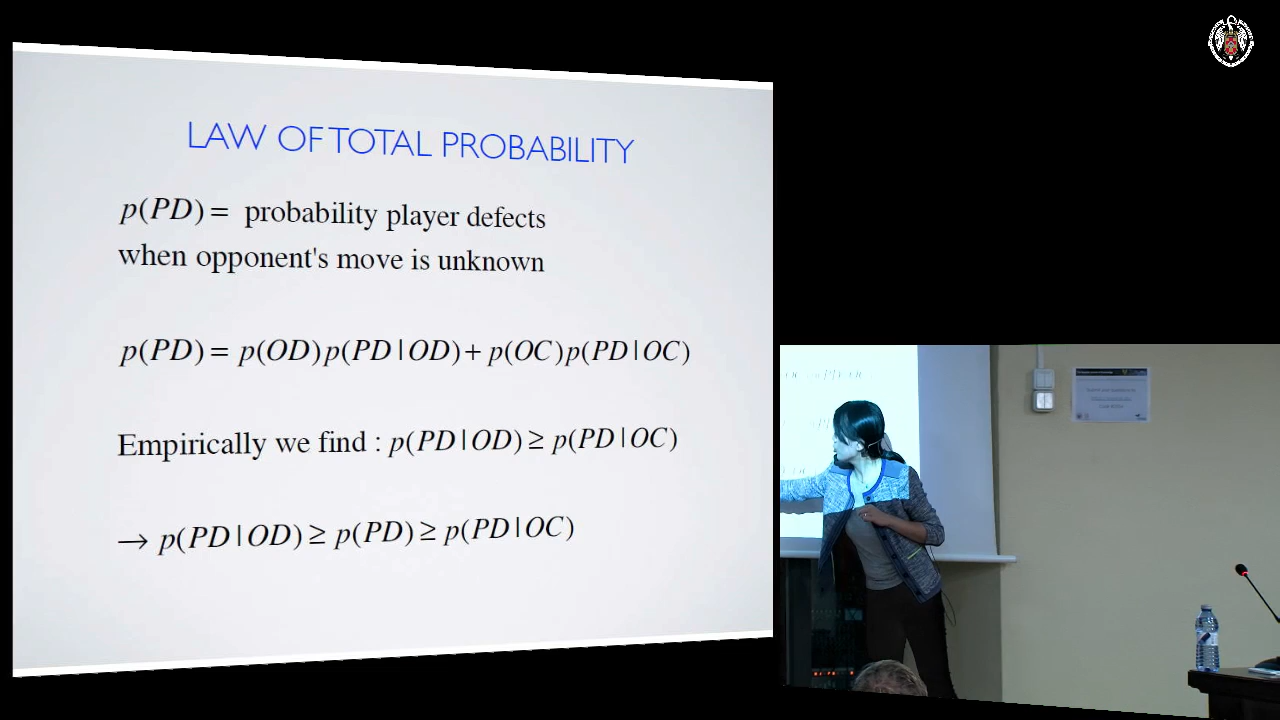 LAW OF TOTAL PROBABILITY
p(PD) = probability player defects
when opponent's move is unknown
p(PD) = p(OD)p(PD | OD) + p(OC)p(PD | OC)
Empirically we find : p(PD | OD) ≥ p(PD | OC)
→ p(PD | OD) ≥ p(PD) ≥ p(PD | OC)